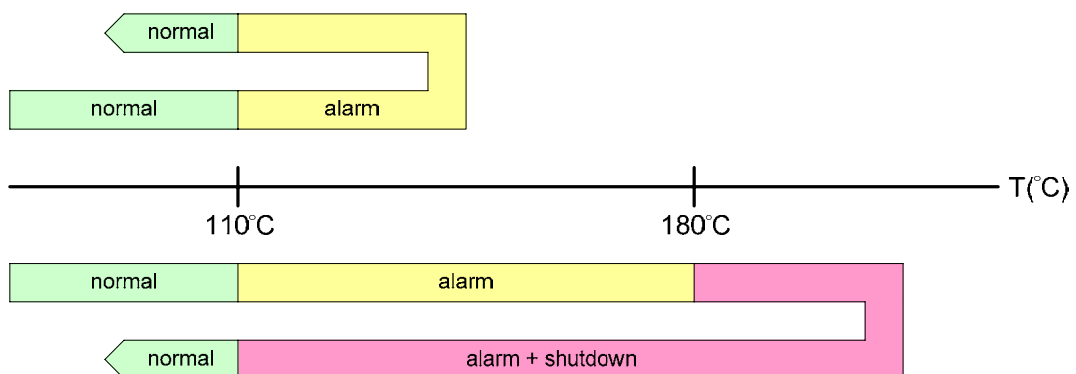 normal
normal
alarm
T(°C)
110°C
180°C
normal
alarm
normal
alarm + shutdown